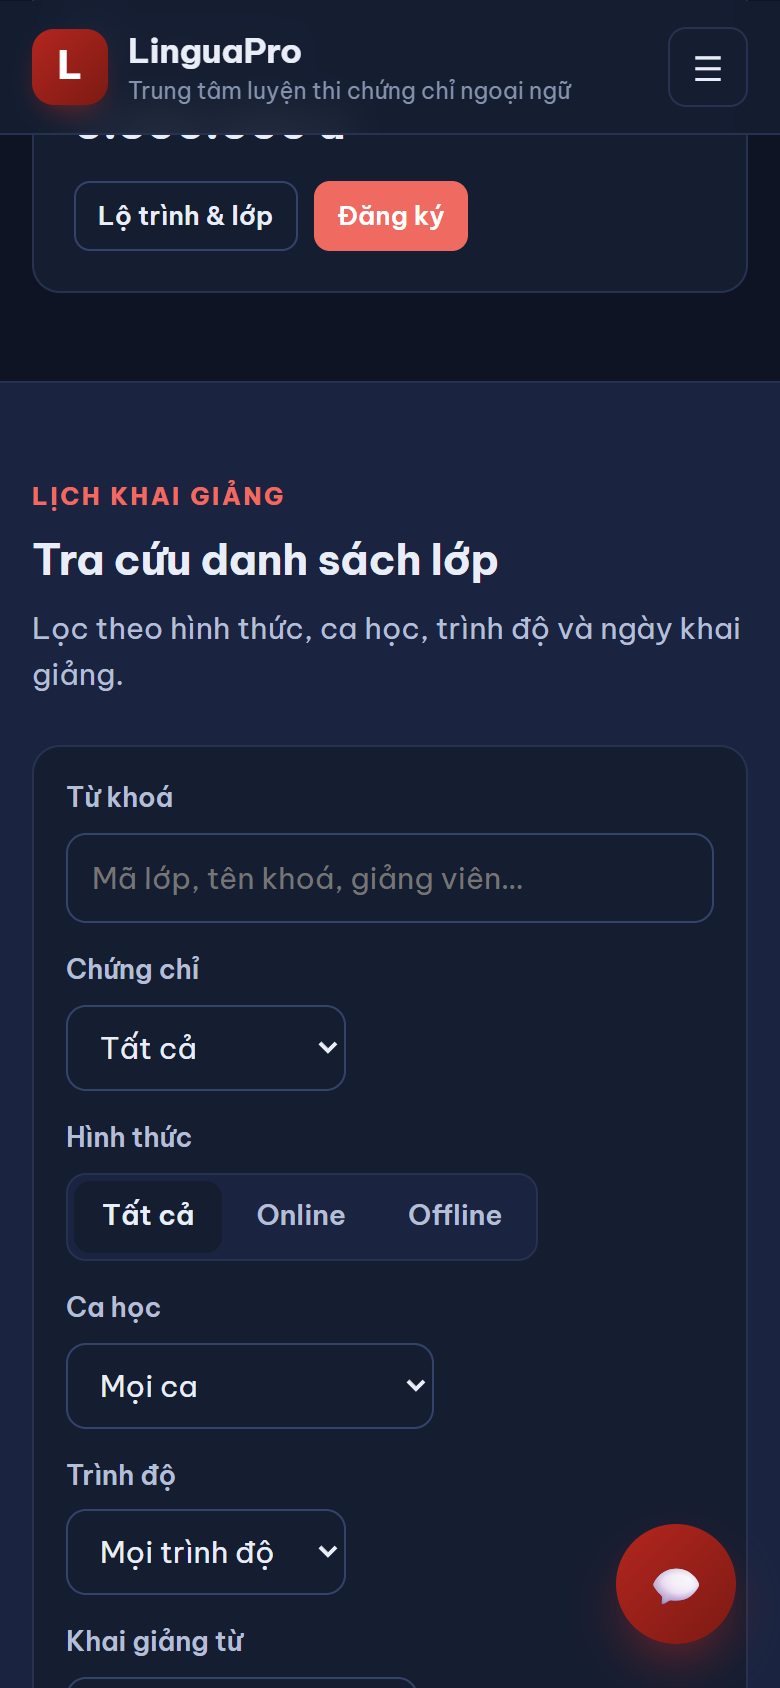 L
LinguaPro
Trung tâm luyện thi chứng chỉ ngoại ngữ
Lộ trình & lớp
Đăng ký
LỊCH KHAI GIẢNG
Tra cứu danh sách lớp
Lọc theo hình thức, ca học, trình độ và ngày khai
giảng.
Từ khoá
Mã lớp, tên khoá, giảng viên...
Chứng chỉ
Tất cả
Hình thức
Tất cả
Online
Offline
Ca học
Mọi ca
Trình độ
Mọi trình độ
Khai giảng từ